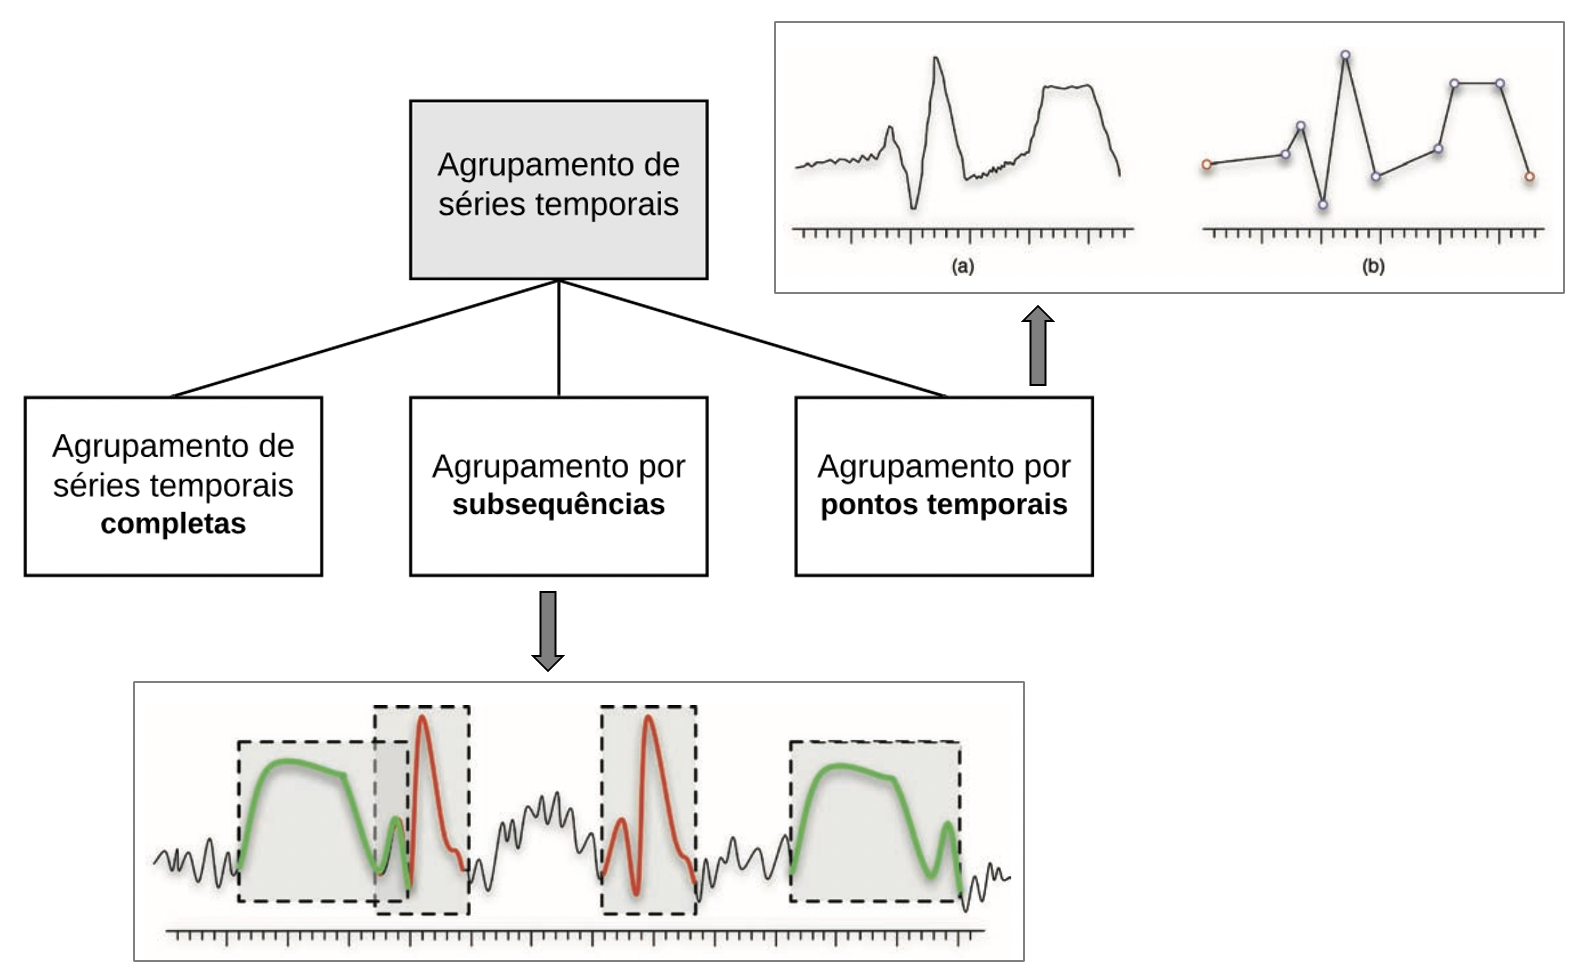 Agrupamento de
séries temporais
(a)
(b)
Agrupamento de
séries temporais
completas
Agrupamento por
subsequências
Agrupamento por
pontos temporais